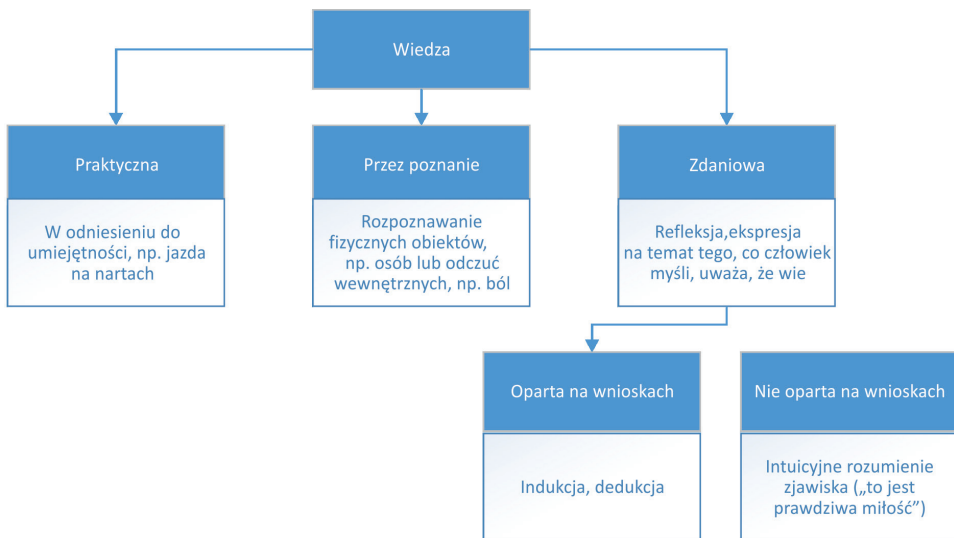 Wiedza
Praktyczna
W odniesieniu do
umiejętności, np. jazda
na nartach
Przez poznanie
Rozpoznawanie
fizycznych obiektów,
np. osób lub odczuć
wewnętrznych, np. ból
Zdaniowa
Refleksja,ekspresja
na temat tego, co człowiek
myśli, uważa, że wie
Oparta na wnioskach
Indukcja, dedukcja
Nie oparta na wnioskach
Intuicyjne rozumienie
zjawiska („to jest
prawdziwa miłość”)